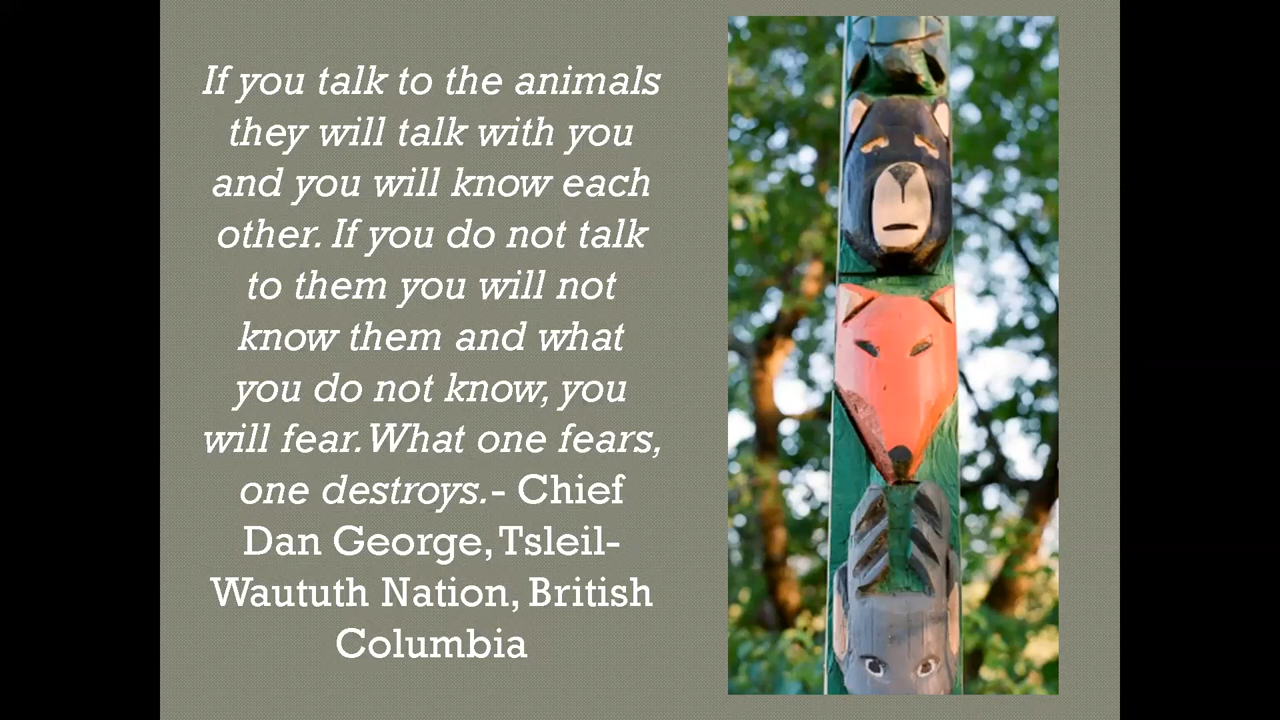 If you talk to the animals
they will talk with you
and you will know each
other. If you do not talk
to them you will not
know them and what
you do not know, you
will fear. What one fears,
one destroys.- Chief
Dan George, Tsleil-
Waututh Nation, British
Columbia